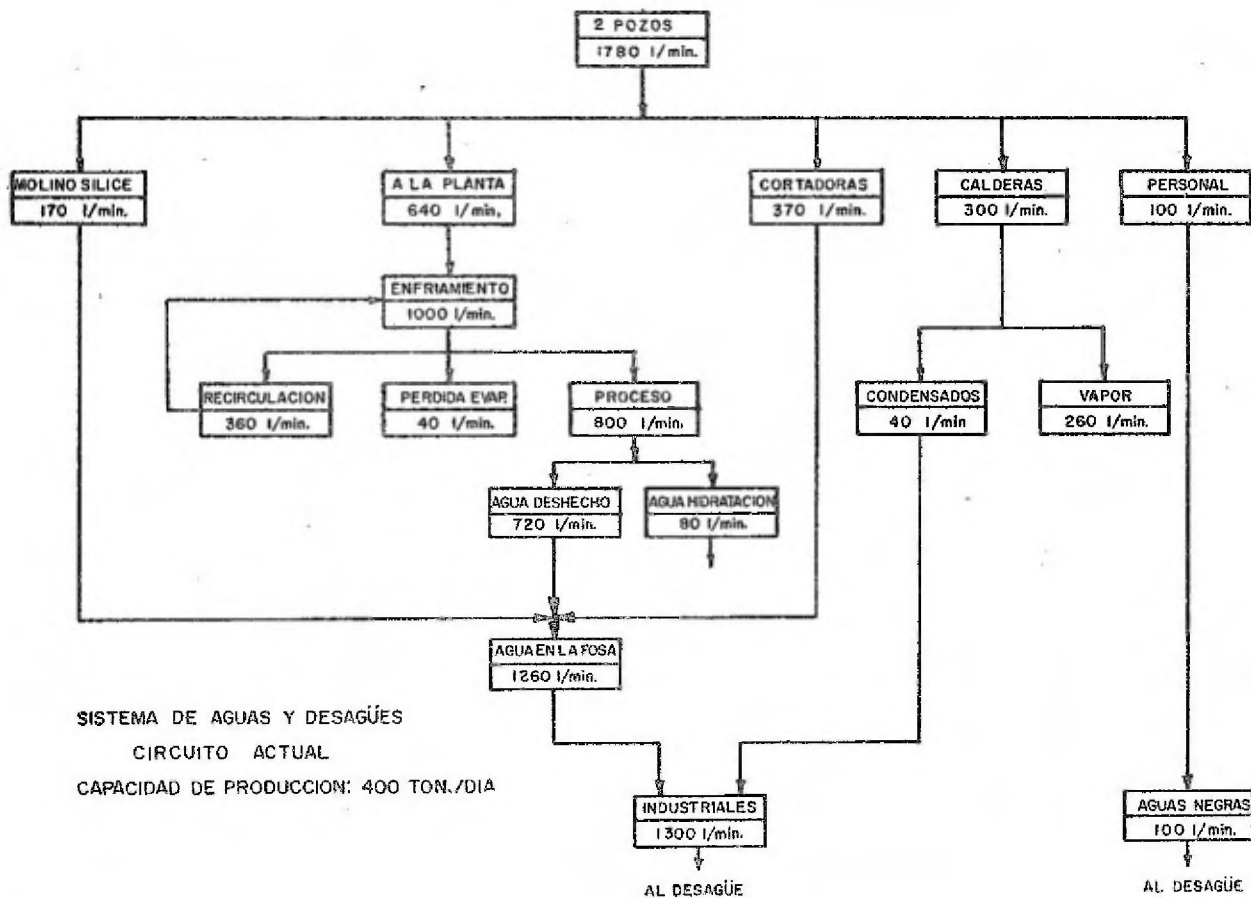 2 POZOS
1780 l/min.
MOLINO SILICE
170 l/min.
A LA PLANTA
640 l/min.
CORTADORAS
370 l/min.
CALDERAS
300 l/min.
PERSONAL
100 l/min.
ENFRIAMIENTO
1000 l/min.
RECIRCULACION
360 l/min.
PERDIDA EVAP.
40 l/min.
PROCESO
800 l/min.
CONDENSADOS
40 l/min
VAPOR
260 l/min.
AGUA DESHECHO
720 l/min.
AGUA HIDRATACION
80 l/min.
AGUA EN LA FOSA
1260 l/min.
SISTEMA DE AGUAS Y DESAGÜES
CIRCUITO ACTUAL
CAPACIDAD DE PRODUCCION: 400 TON./DIA
INDUSTRIALES
1300 l/min.
AGUAS NEGRAS
100 l/min.
AL DESAGÜE
AL DESAGÜE